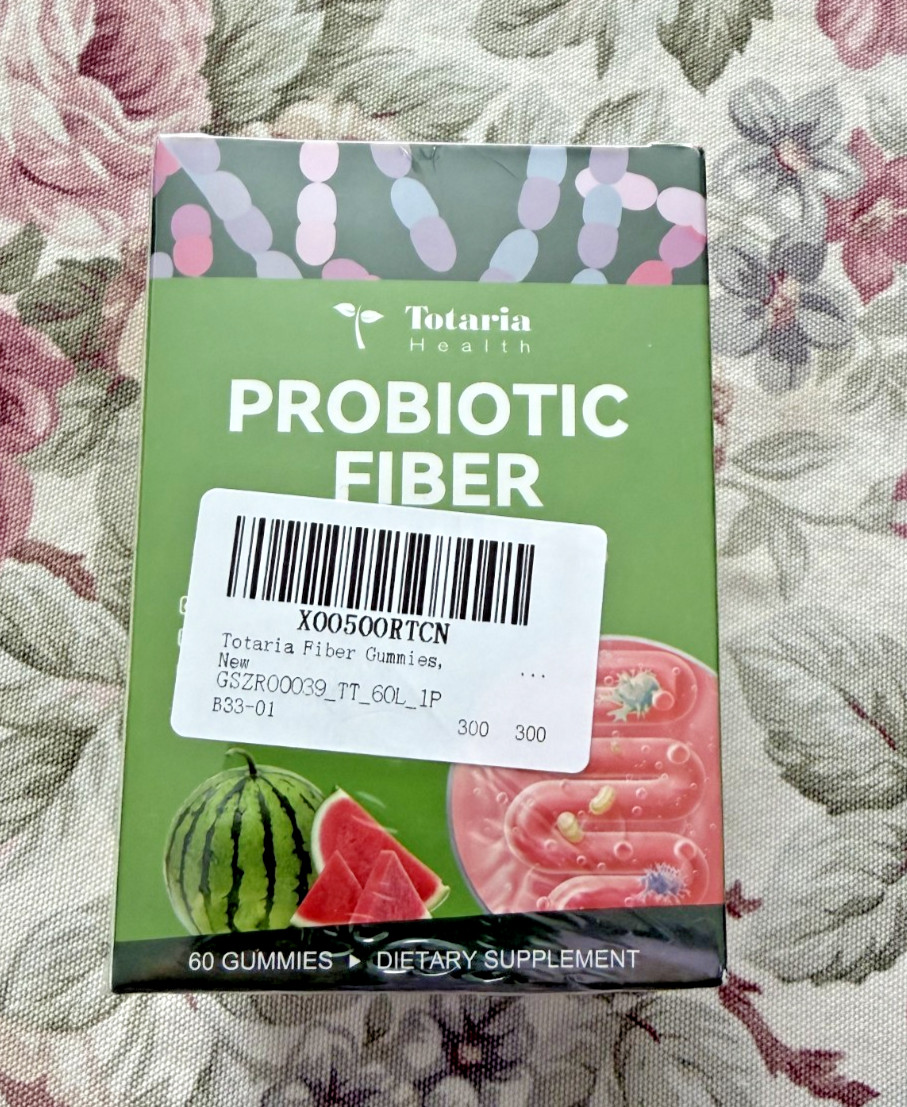 Totaria
Health
PROBIOTIC
FIBER
X00500RTCN
Totaria Fiber Gummies,
New ...
GSZR00039_TT_60L_1P
B33-01
300 300
60 GUMMIES ▶ DIETARY SUPPLEMENT